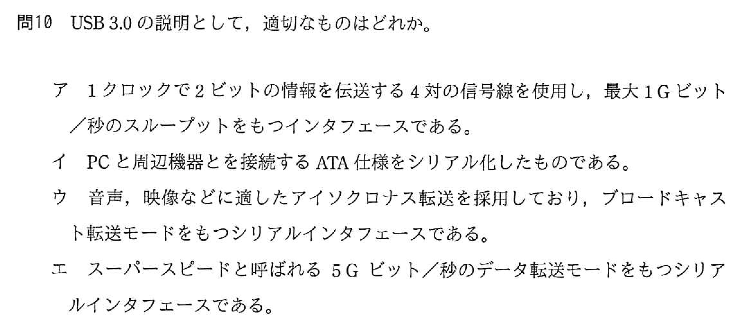 問10 USB 3.0 の説明として，適切なものはどれか。
ア 1クロックで2ビットの情報を伝送する4対の信号線を使用し，最大1Gビット
／秒のスループットをもつインタフェースである。
イ PCと周辺機器とを接続するATA仕様をシリアル化したものである。
ウ 音声，映像などに適したアイソクロナス転送を採用しており，ブロードキャス
ト転送モードをもつシリアルインタフェースである。
エ スーパースピードと呼ばれる5Gビット／秒のデータ転送モードをもつシリア
ルインタフェースである。